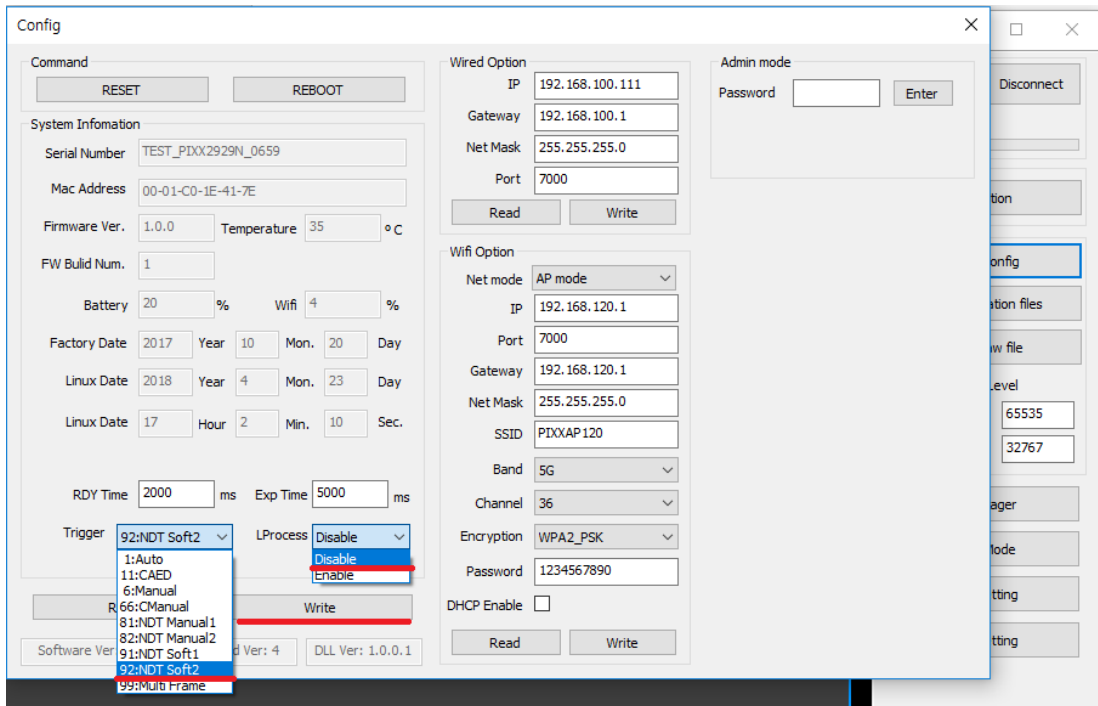 Config
Command
RESET REBOOT
System Infomation
Serial Number TEST_PIXX2929N_0659
Mac Address 00-01-C0-1E-41-7E
Firmware Ver. 1.0.0 Temperature 35 ºC
FW Bulid Num. 1
Battery 20 % Wifi 4 %
Factory Date 2017 Year 10 Mon. 20 Day
Linux Date 2018 Year 4 Mon. 23 Day
Linux Date 17 Hour 2 Min. 10 Sec.
RDY Time 2000 ms Exp Time 5000 ms
Trigger 92:NDT Soft2 LProcess Disable
1:Auto
11:CAED
6:Manual
66:CManual
81:NDT Manual1
82:NDT Manual2
91:NDT Soft1
92:NDT Soft2
99:Multi Frame
Disable
Enable
R Write
Software Ver d Ver: 4 DLL Ver: 1.0.0.1
Wired Option
IP 192.168.100.111
Gateway 192.168.100.1
Net Mask 255.255.255.0
Port 7000
Read Write
Wifi Option
Net mode AP mode
IP 192.168.120.1
Port 7000
Gateway 192.168.120.1
Net Mask 255.255.255.0
SSID PIXXAP120
Band 5G
Channel 36
Encryption WPA2_PSK
Password 1234567890
DHCP Enable
Read Write
Admin mode
Password Enter
Disconnect
tion
onfig
ation files
w file
Level
65535
32767
ager
Mode
tting
tting